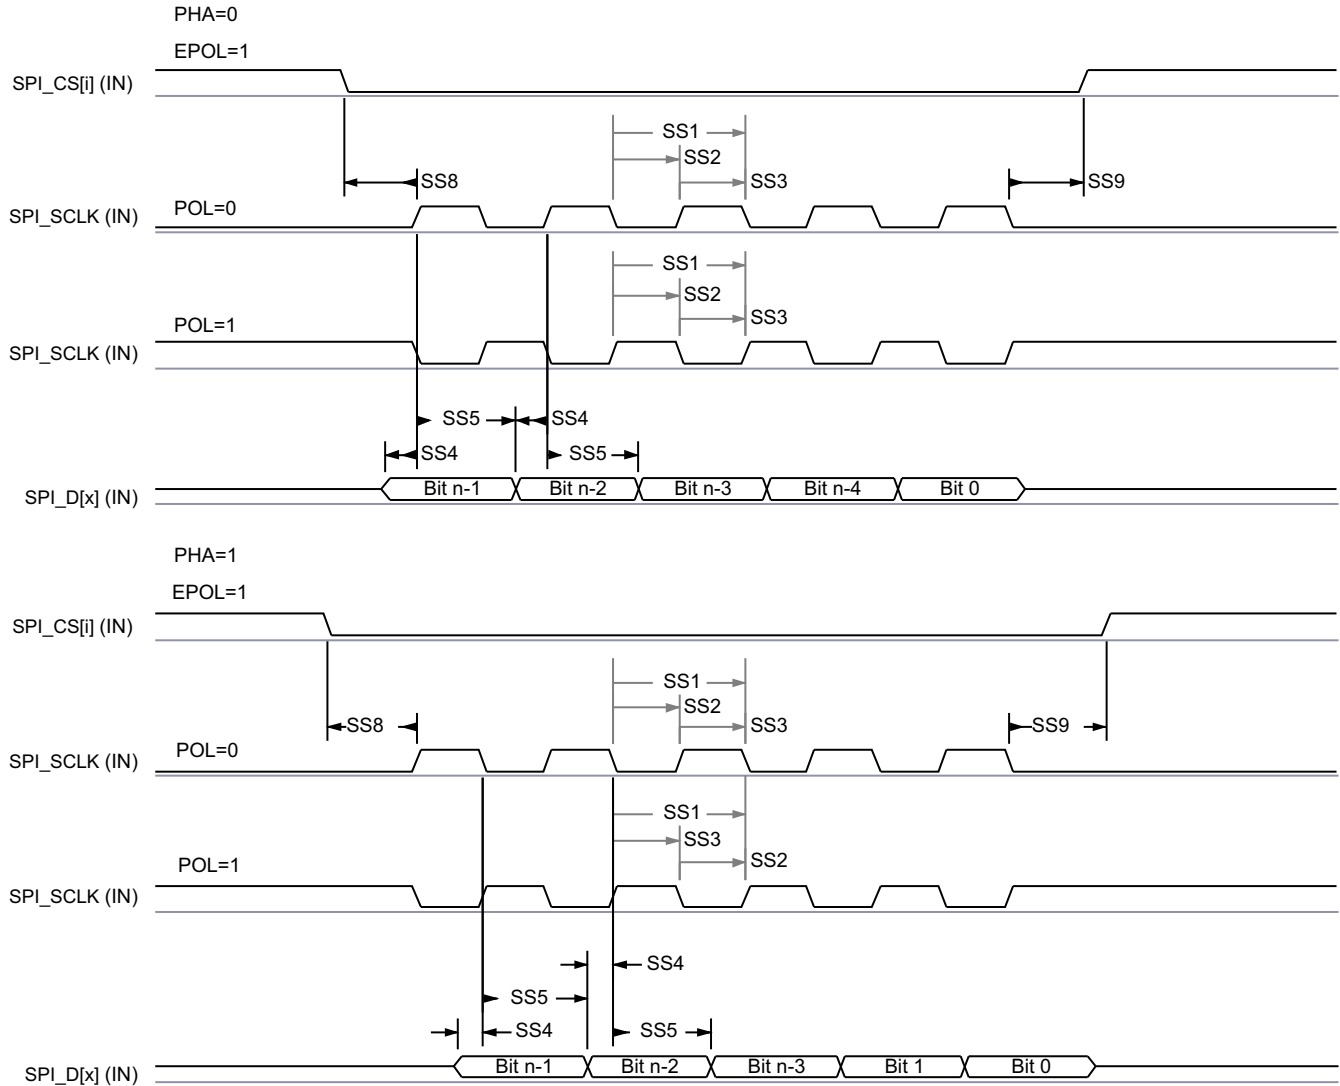 PHA=0
EPOL=1
SPI_CS[i] (IN)
SS1
SS2
SS8
SS3
SS9
POL=0
SPI_SCLK (IN)
SS1
SS2
SS3
POL=1
SPI_SCLK (IN)
SS5
SS4
SS4
SS5
SPI_D[x] (IN)
Bit n-1
Bit n-2
Bit n-3
Bit n-4
Bit 0
PHA=1
EPOL=1
SPI_CS[i] (IN)
SS1
SS2
SS8
SS3
SS9
POL=0
SPI_SCLK (IN)
SS1
SS3
SS2
POL=1
SPI_SCLK (IN)
SS4
SS5
SS4
SS5
SPI_D[x] (IN)
Bit n-1
Bit n-2
Bit n-3
Bit 1
Bit 0